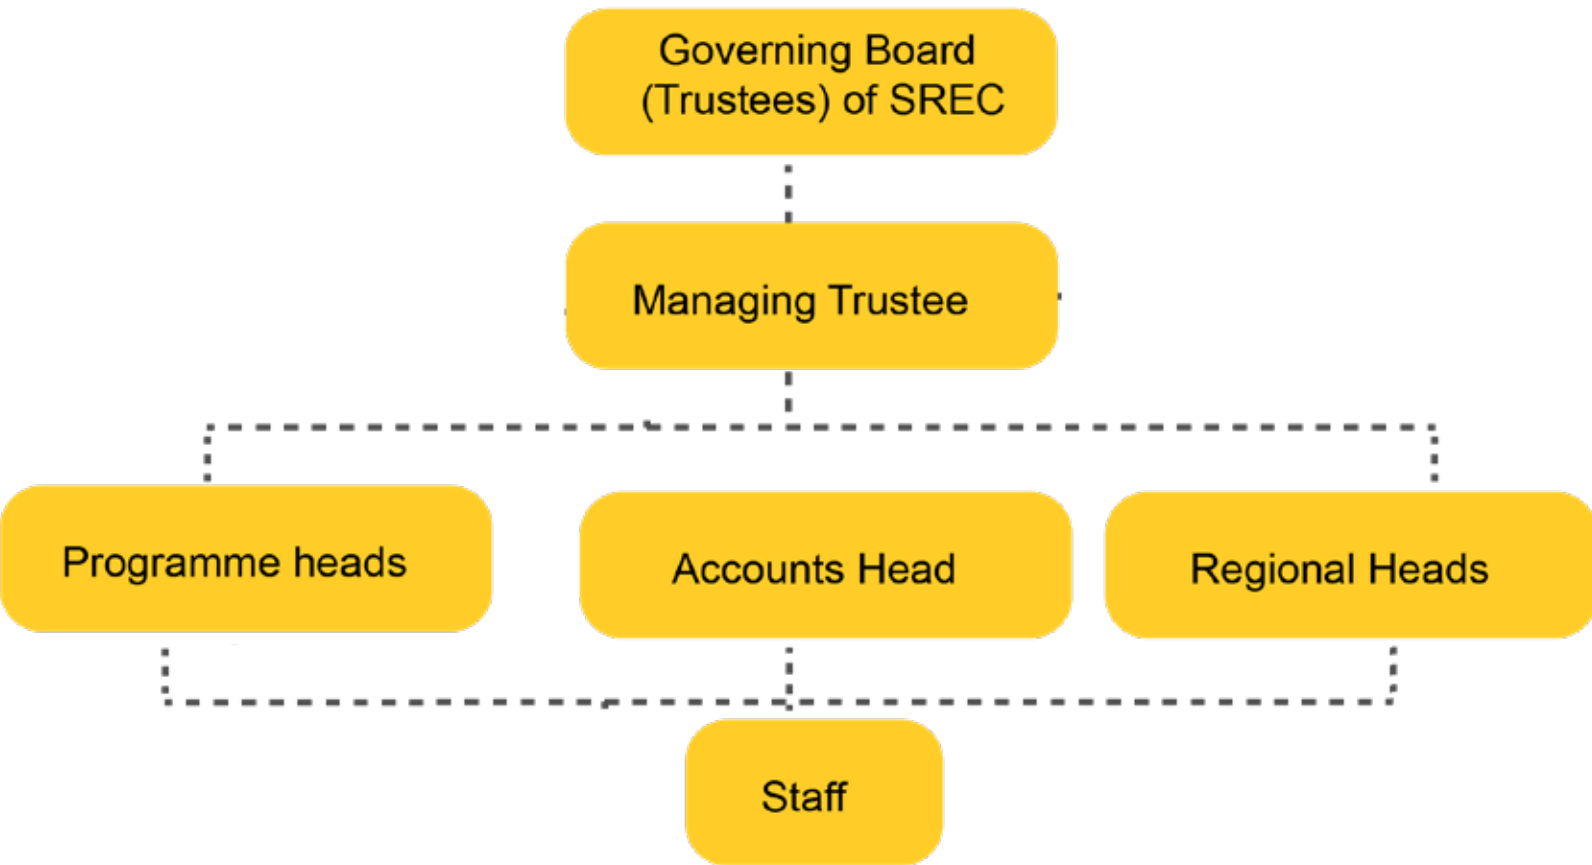 Governing Board
(Trustees) of SREC
Managing Trustee
Programme heads
Accounts Head
Regional Heads
Staff